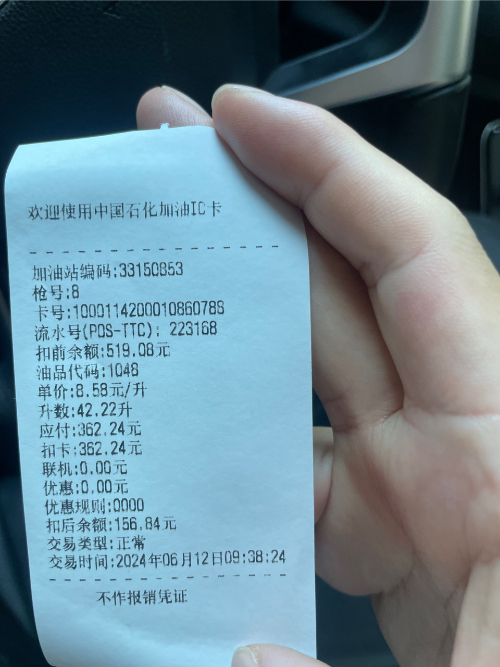 欢迎使用中国石化加油IC卡
加油站编码:33150853
枪号:8
卡号:1000114200010860786
流水号(POS-TTC): 223168
扣前余额:519.08元
油品代码:1048
单价:8.58元/升
升数:42.22升
应付:362.24元
扣卡:362.24元
联机:0.00元
优惠:0.00元
优惠规则:0000
扣后余额:156.84元
交易类型:正常
交易时间:2024年06月12日09:38:24
不作报销凭证